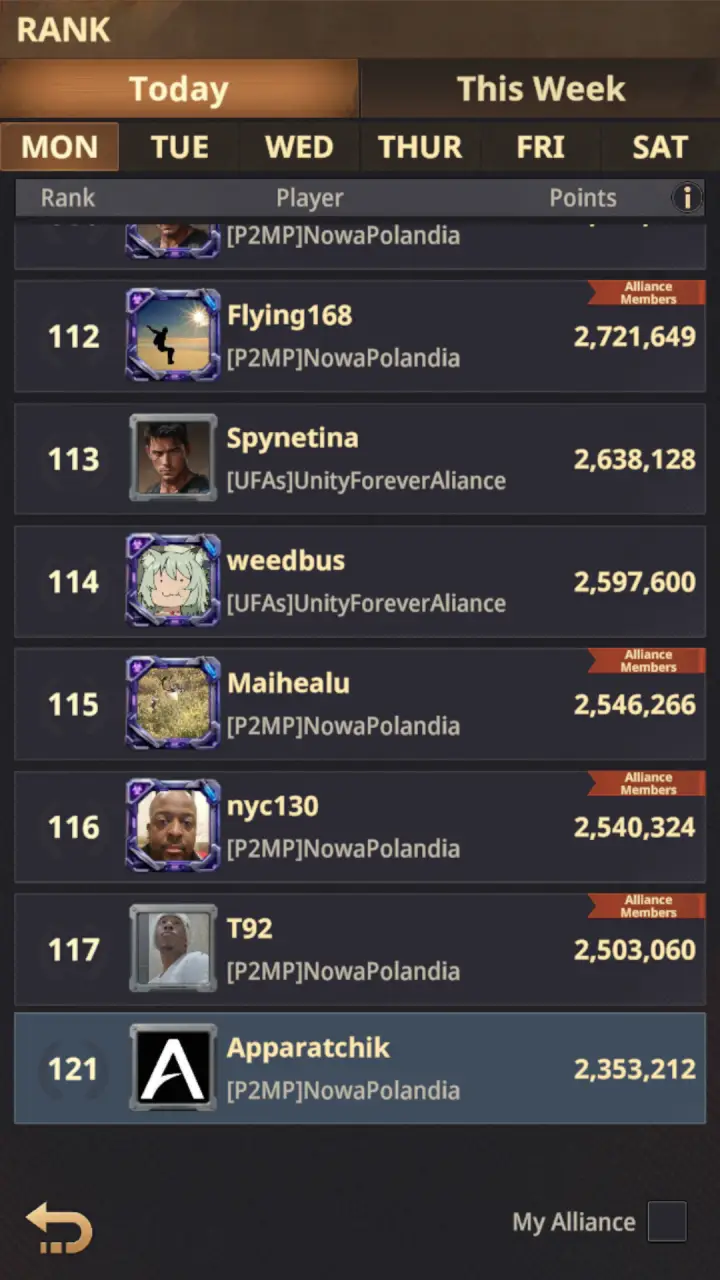 RANK
Today
This Week
MON
TUE
WED
THUR
FRI
SAT
Rank
Player
Points
i
[P2MP]NowaPolandia
112
Flying168
[P2MP]NowaPolandia
Alliance
Members
2,721,649
113
Spynetina
[UFAs]UnityForeverAliance
2,638,128
114
weedbus
[UFAs]UnityForeverAliance
2,597,600
115
Maihealu
[P2MP]NowaPolandia
Alliance
Members
2,546,266
116
nyc130
[P2MP]NowaPolandia
Alliance
Members
2,540,324
117
T92
[P2MP]NowaPolandia
Alliance
Members
2,503,060
121
A
Apparatchik
[P2MP]NowaPolandia
2,353,212
My Alliance